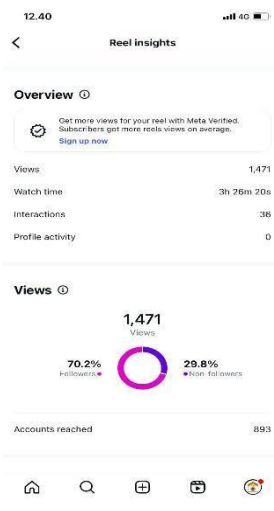 12.40
4G
Reel insights
Overview
Get more views for your reel with Meta Verified.
Subscribers got more reels views on average.
Sign up now
Views 1,471
Watch time 3h 26m 20s
Interactions 36
Profile activity 0
Views
1,471
Views
70.2% 29.8%
Followers Non-followers
Accounts reached 893